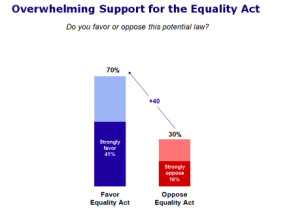 Overwhelming Support for the Equality Act
Do you favor or oppose this potential law?
70%
+40
30%
Strongly
favor
41%
Strongly
oppose
16%
Favor
Equality Act
Oppose
Equality Act